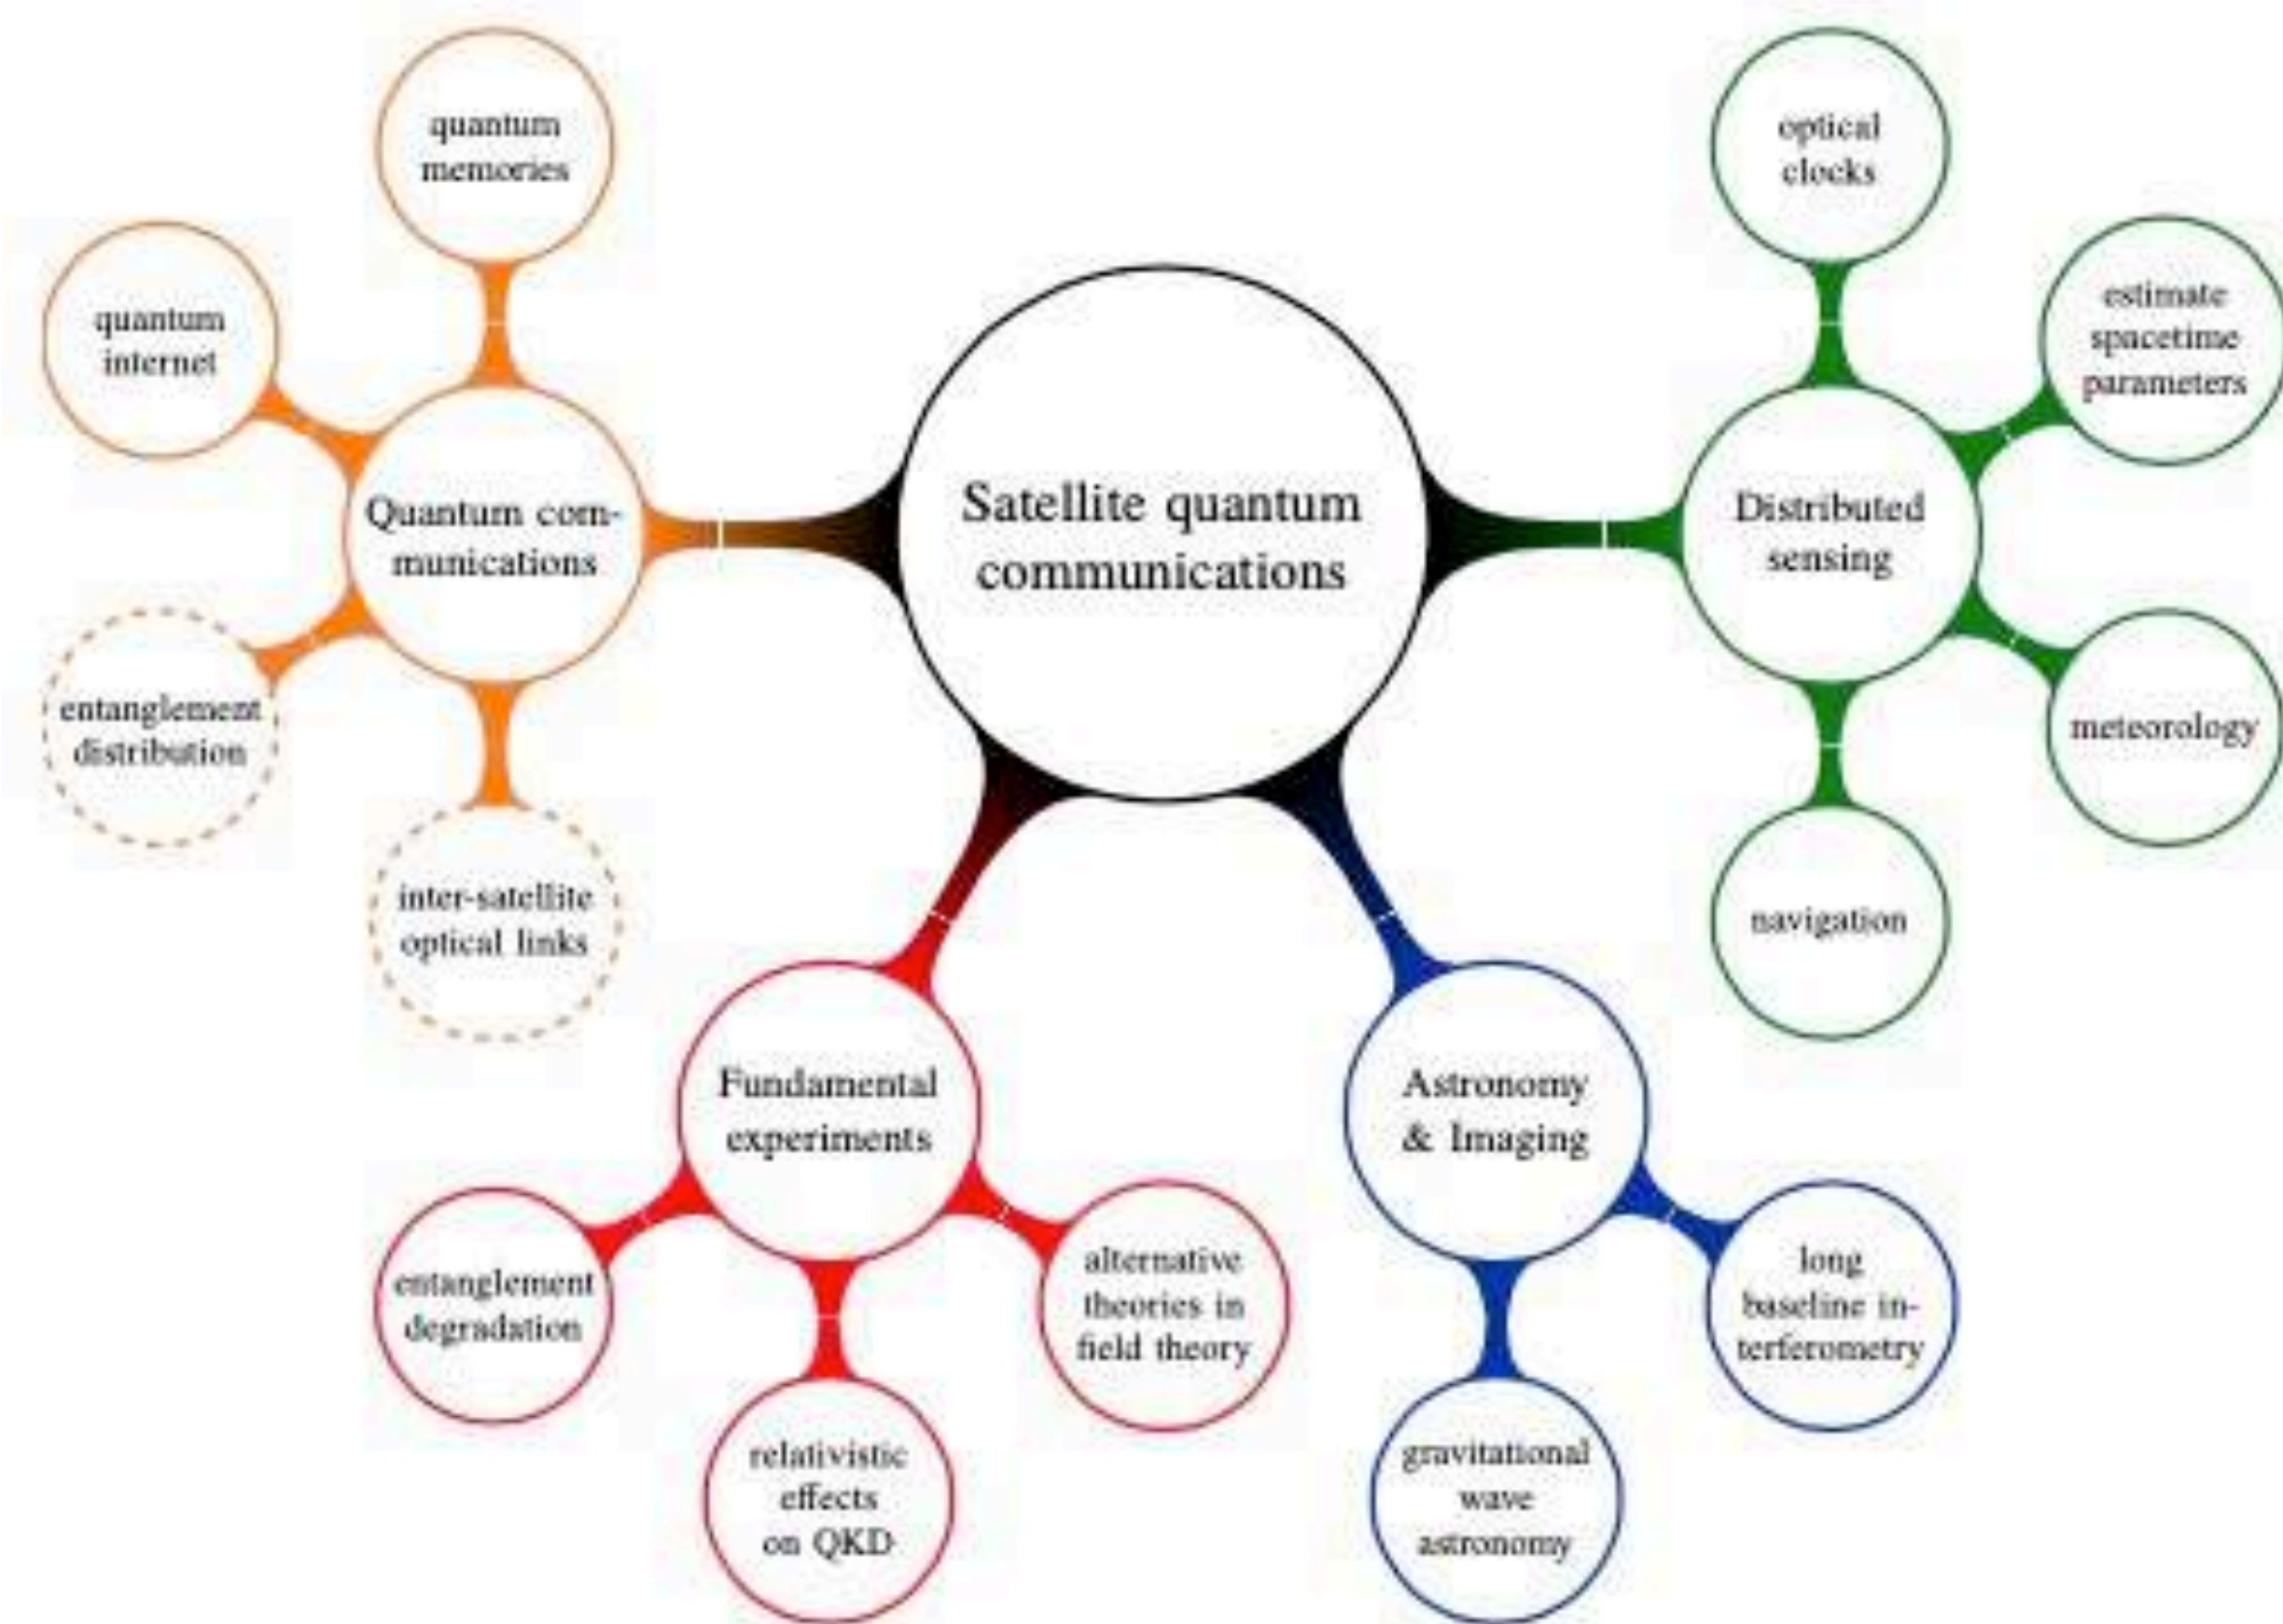 quantum
memories
quantum
internet
Quantum com-
munications
entanglement
distribution
inter-satellite
optical links
Satellite quantum
communications
optical
clocks
estimate
spacetime
parameters
Distributed
sensing
meteorology
navigation
Fundamental
experiments
entanglement
degradation
relativistic
effects
on QKD
alternative
theories in
field theory
Astronomy
& Imaging
long
baseline in-
terferometry
gravitational
wave
astronomy